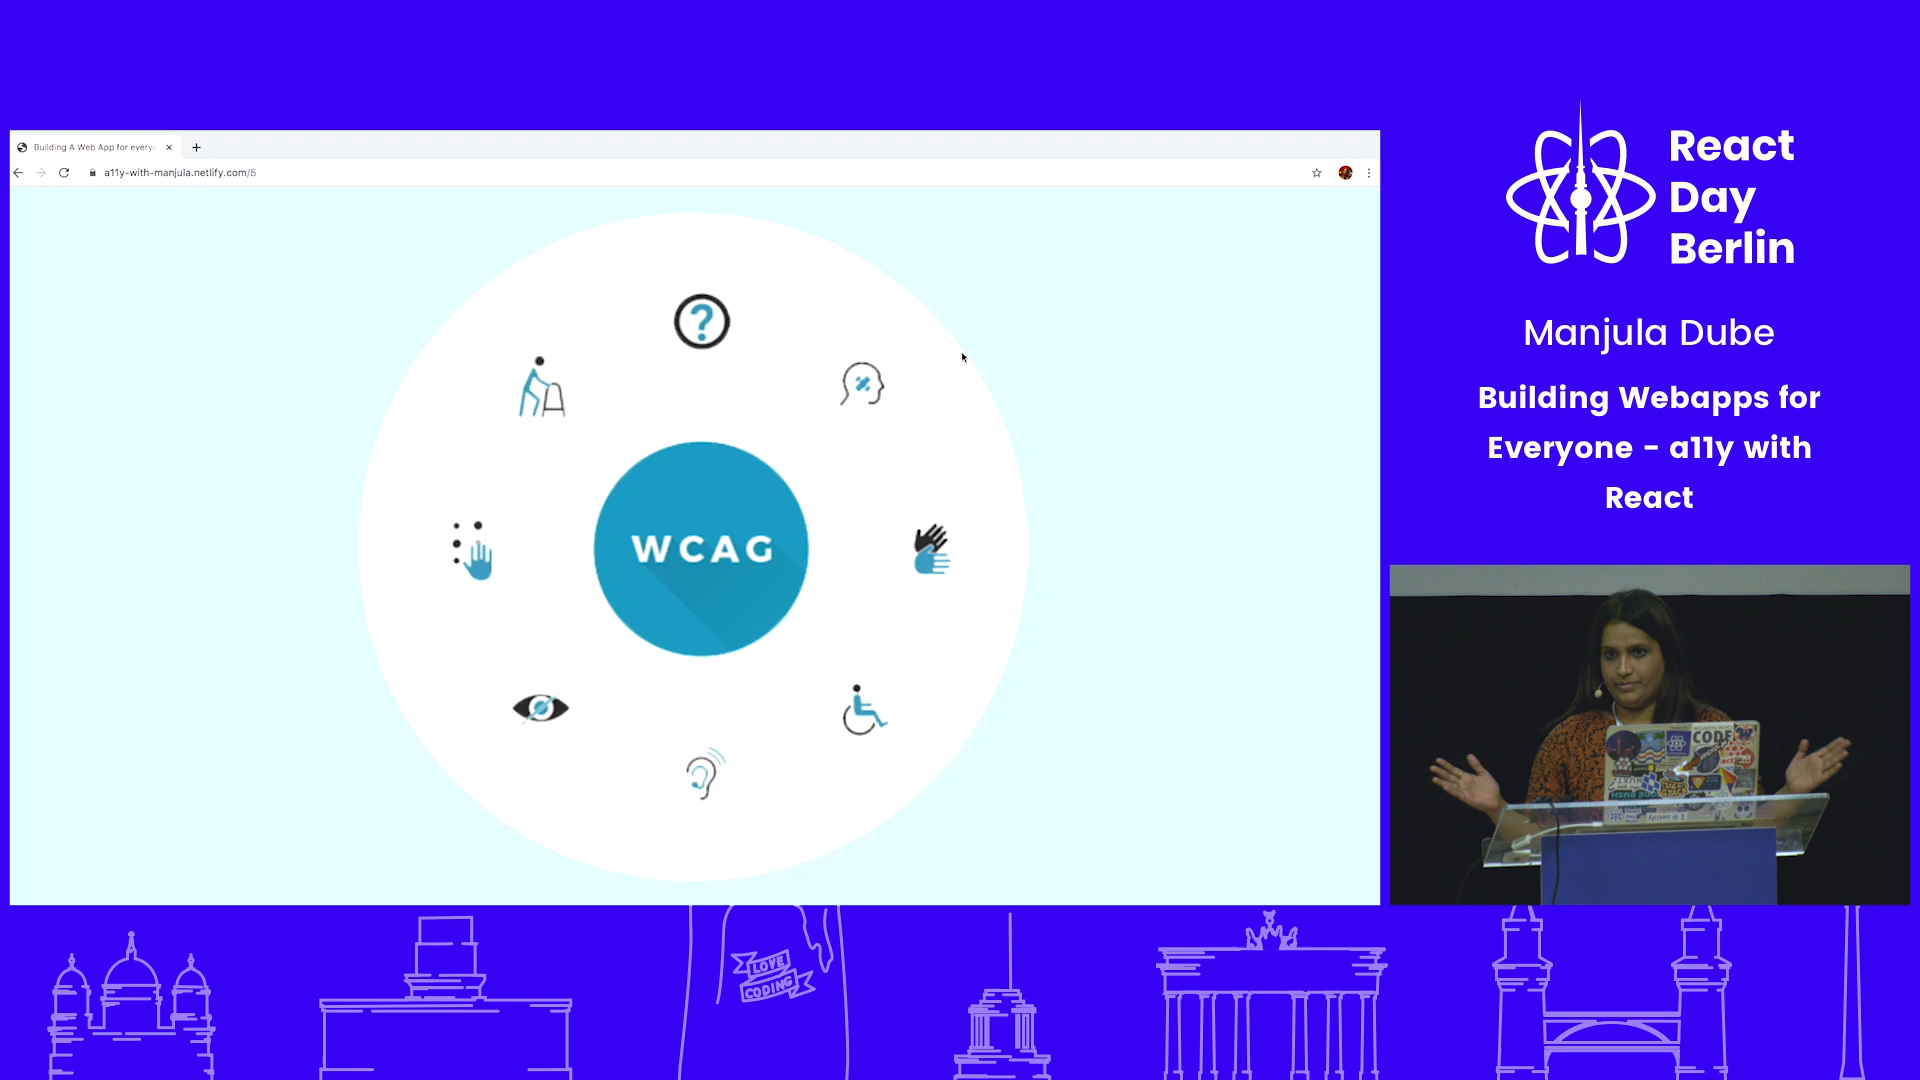 Building A Web App for everyo
a11y-with-manjula.netlify.com/5
?
WCAG
React
Day
Berlin
Manjula Dube
Building Webapps for
Everyone - a11y with
React
CODE
LOVE
CODING